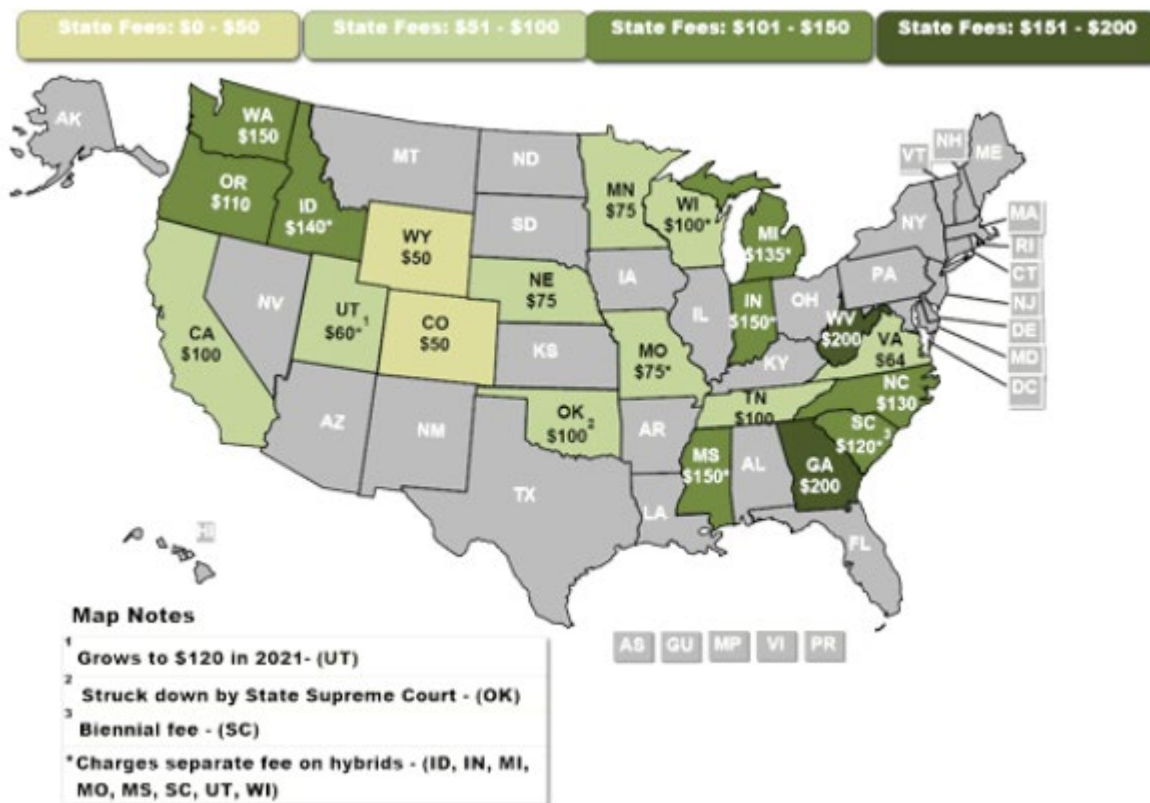 State Fees: $0 - $50
State Fees: $51 - $100
State Fees: $101 - $150
State Fees: $151 - $200
AK
WA
$150
OR
$110
ID
$140*
MT
ND
SD
WY
$50
MN
$75
WI
$100*
MI
$135*
VT
NH
ME
NY
MA
RI
CT
NJ
DE
MD
DC
PA
CA
$100
NV
UT
$60*1
CO
$50
NE
$75
KS
IA
IL
IN
$150*
OH
WV
$200
VA
$64
KY
MO
$75*
AZ
NM
OK
$100 2
AR
TN
$100
NC
$130
SC
$120*3
MS
$150*
AL
GA
$200
TX
LA
FL
HI
AS
GU
MP
VI
PR
Map Notes
1 Grows to $120 in 2021- (UT)
2 Struck down by State Supreme Court - (OK)
3 Biennial fee - (SC)
*Charges separate fee on hybrids - (ID, IN, MI,
MO, MS, SC, UT, WI)